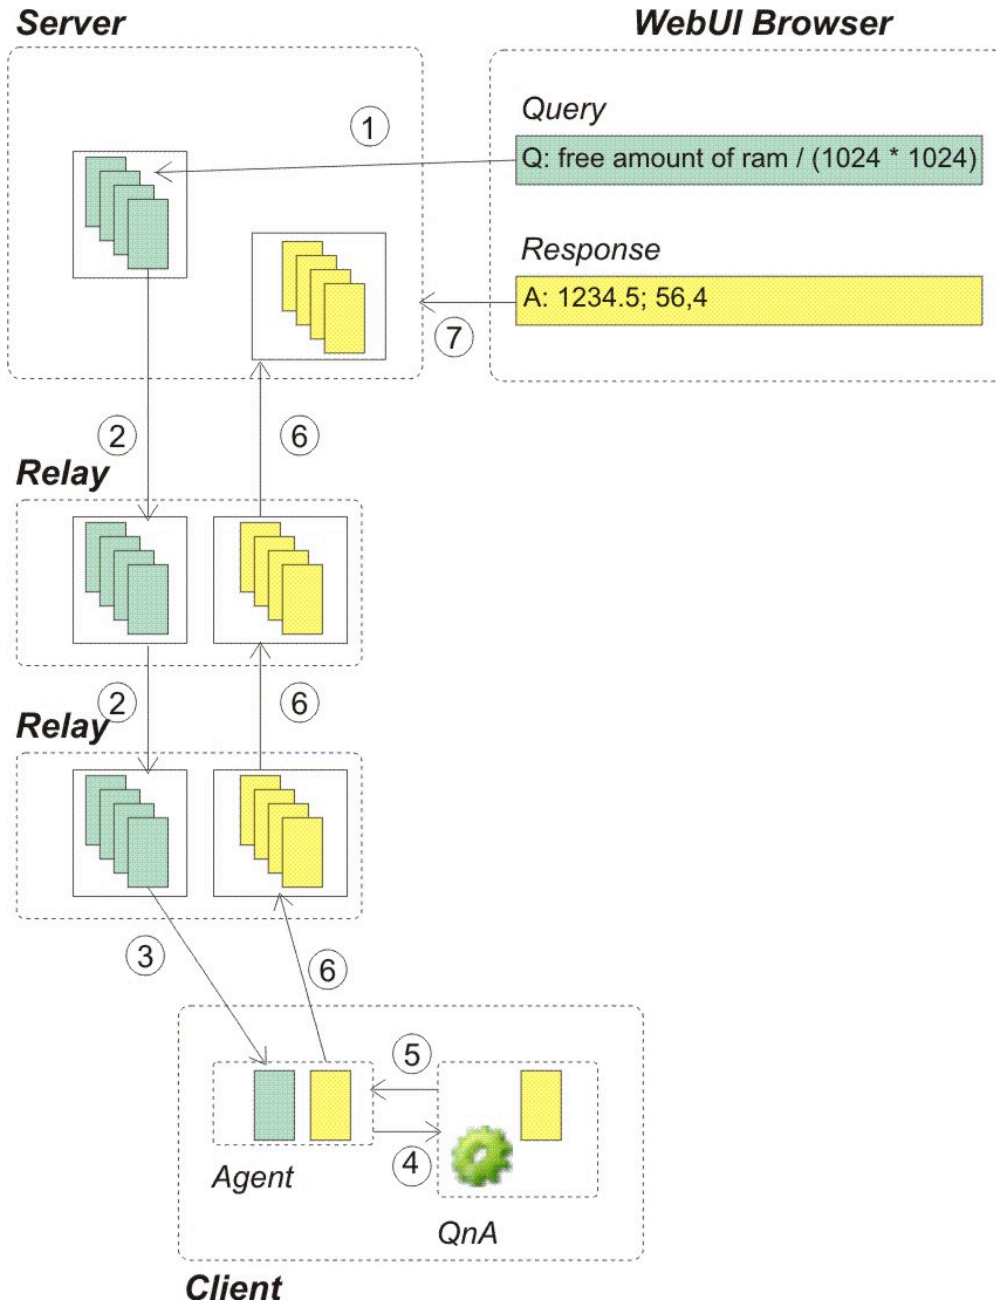 Server
WebUI Browser
Query
1
Q: free amount of ram / (1024 * 1024)
Response
A: 1234.5; 56,4
7
2
6
Relay
2
6
Relay
3
6
5
4
Agent
QnA
Client